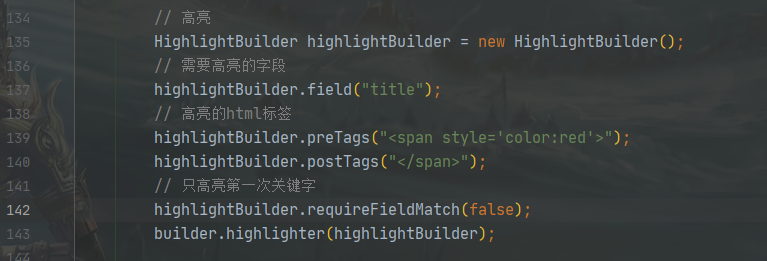 134 // 高亮
135 HighlightBuilder highlightBuilder = new HighlightBuilder();
136 // 需要高亮的字段
137 highlightBuilder.field("title");
138 // 高亮的html标签
139 highlightBuilder.preTags("<span style='color:red'>");
140 highlightBuilder.postTags("</span>");
141 // 只高亮第一次关键字
142 highlightBuilder.requireFieldMatch(false);
143 builder.highlighter(highlightBuilder);